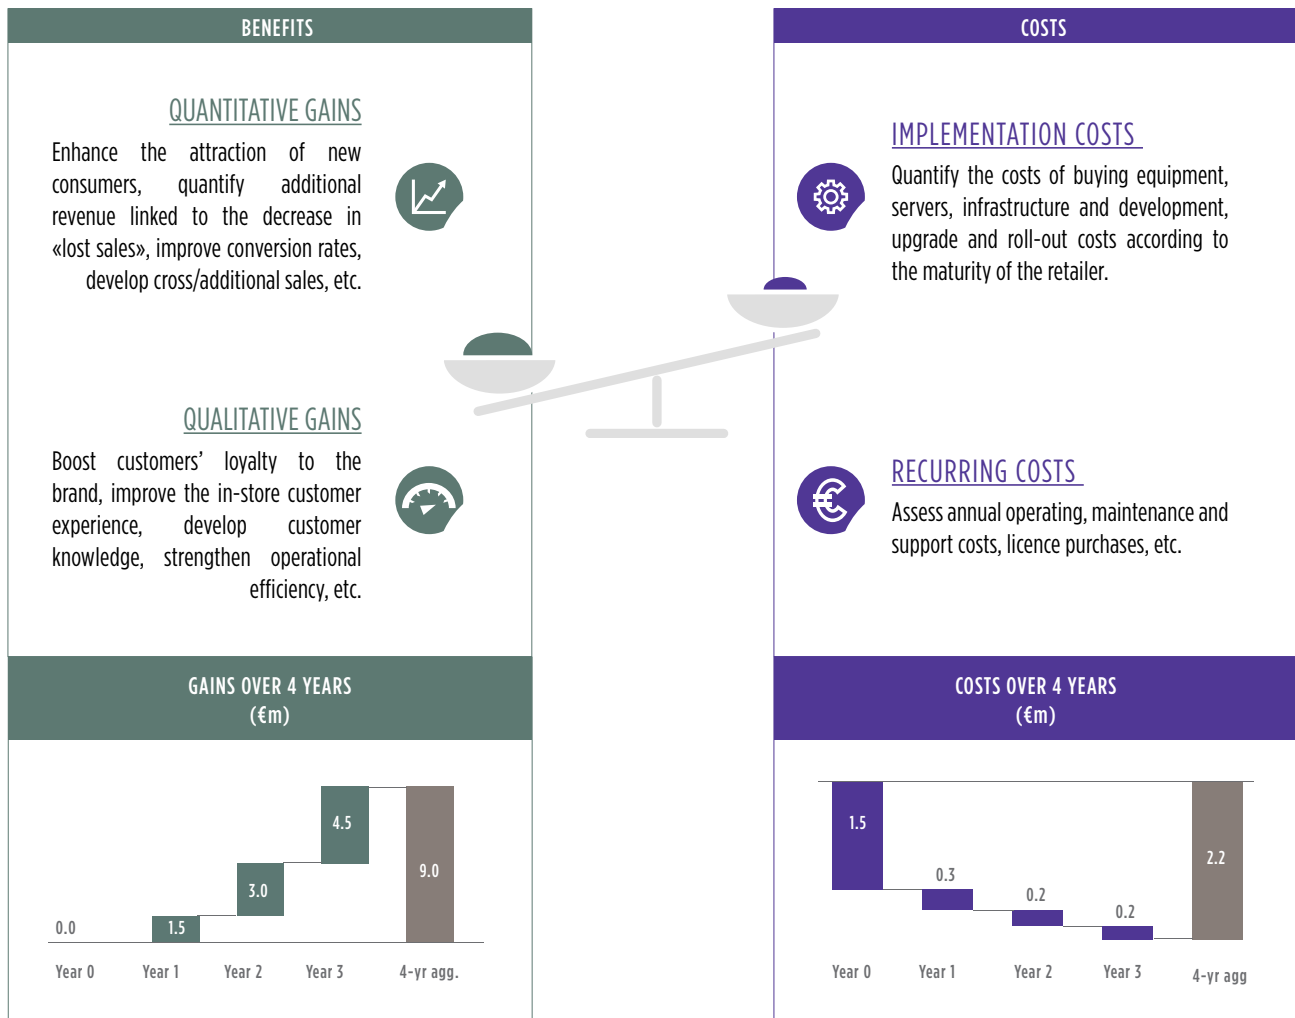 BENEFITS
QUANTITATIVE GAINS
Enhance the attraction of new
consumers, quantify additional
revenue linked to the decrease in
«lost sales», improve conversion rates,
develop cross/additional sales, etc.
QUALITATIVE GAINS
Boost customers’ loyalty to the
brand, improve the in-store customer
experience, develop customer
knowledge, strengthen operational
efficiency, etc.
GAINS OVER 4 YEARS
(€m)
0.0
1.5
3.0
4.5
9.0
Year 0
Year 1
Year 2
Year 3
4-yr agg.
COSTS
IMPLEMENTATION COSTS
Quantify the costs of buying equipment,
servers, infrastructure and development,
upgrade and roll-out costs according to
the maturity of the retailer.
€
RECURRING COSTS
Assess annual operating, maintenance and
support costs, licence purchases, etc.
COSTS OVER 4 YEARS
(€m)
1.5
0.3
0.2
0.2
2.2
Year 0
Year 1
Year 2
Year 3
4-yr agg